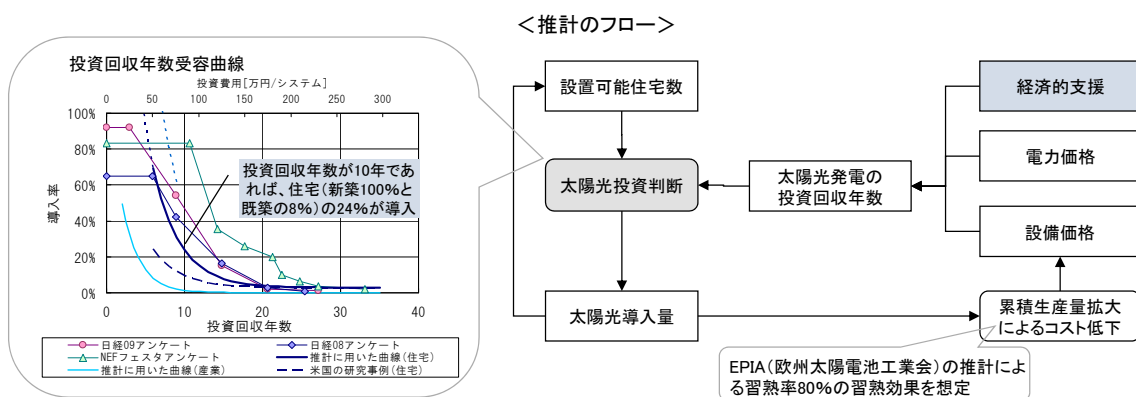 ＜推計のフロー＞
投資回収年数受容曲線
投資費用[万円/システム]
0 50 100 150 200 250 300
100%
80%
60%
40%
20%
0%
導入率
投資回収年数が10年であ
れば、住宅(新築100%と
既築の8%)の24%が導入
0 10 20 30 40
投資回収年数
日経09アンケート
日経08アンケート
NEFフェスタアンケート
推計に用いた曲線(住宅)
推計に用いた曲線(産業)
米国の研究事例(住宅)
設置可能住宅数
太陽光投資判断
太陽光導入量
太陽光発電の
投資回収年数
経済的支援
電力価格
設備価格
累積生産量拡大
によるコスト低下
EPIA(欧州太陽電池工業会)の推計によ
る習熟率80%の習熟効果を想定